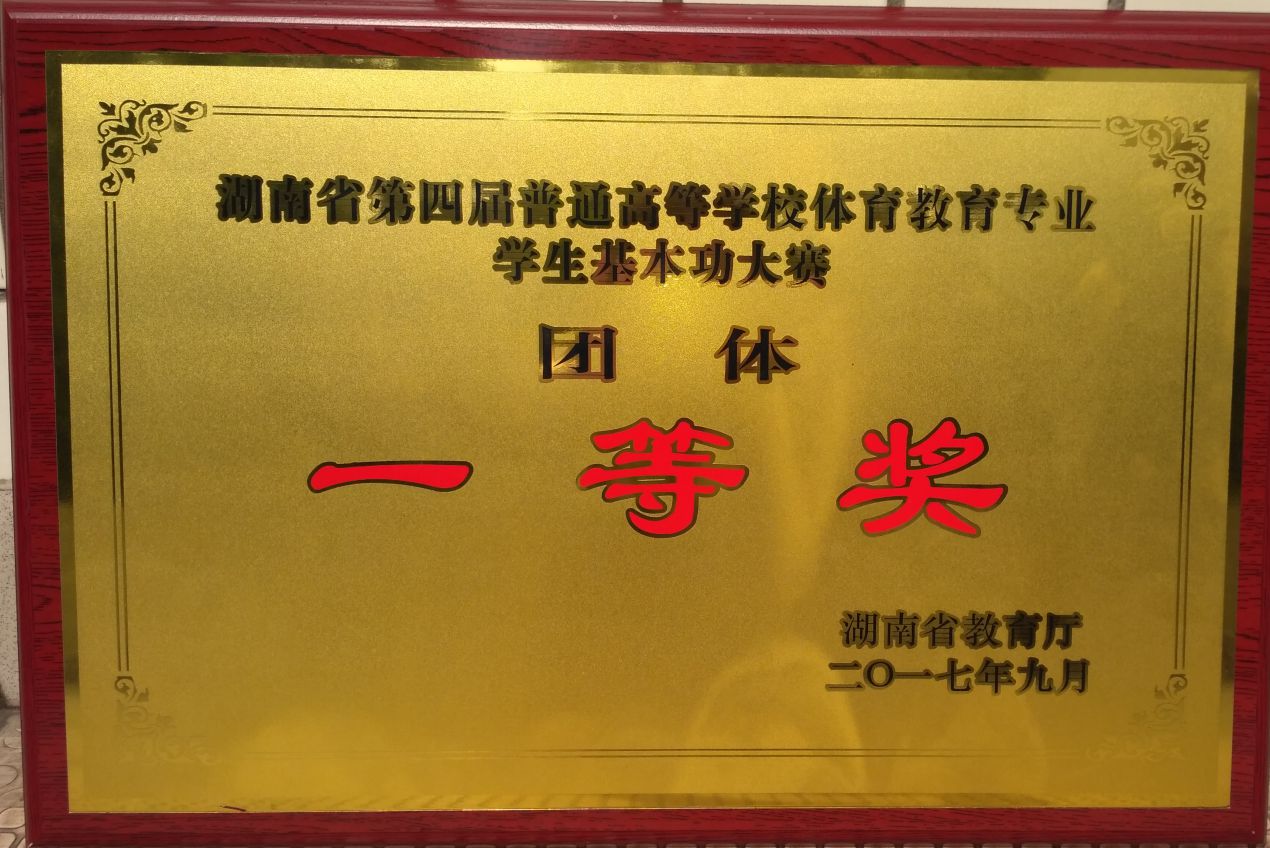 湖南省第四届普通高等学校体育教育专业
学生基本功大赛
团 体
一 等 奖
湖南省教育厅
二〇一七年九月